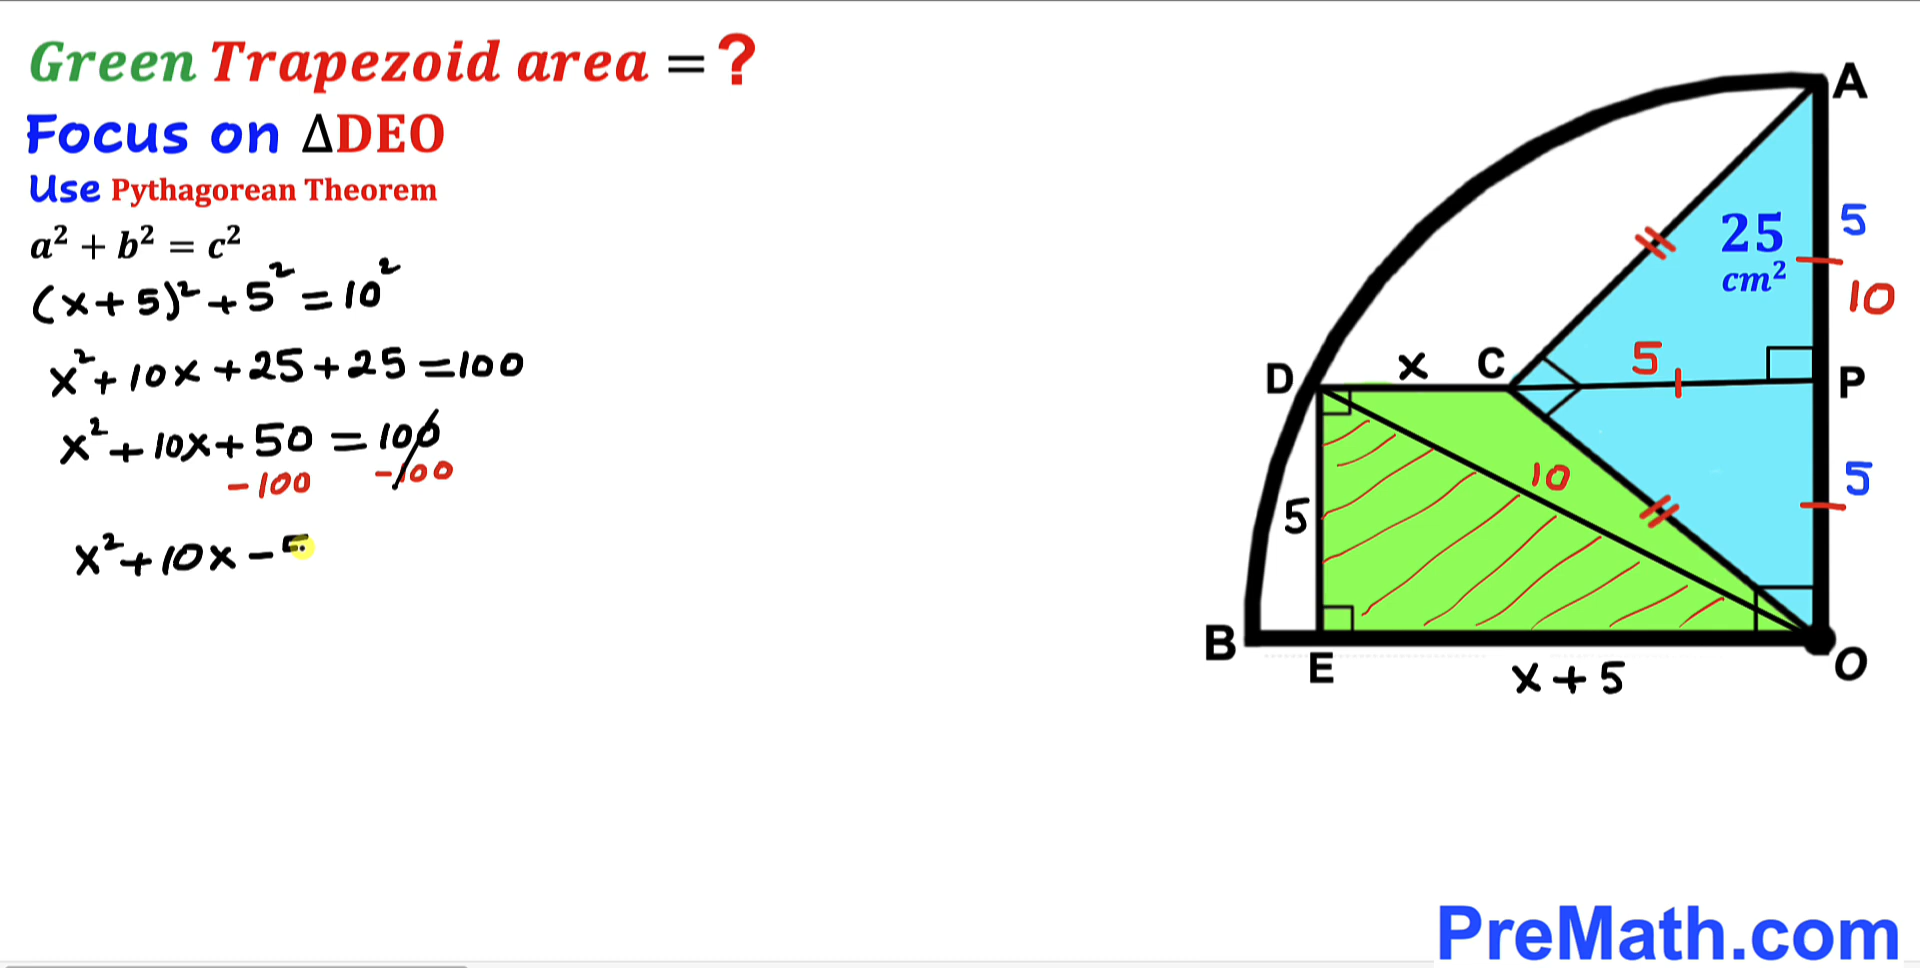 Green Trapezoid area = ?
Focus on ΔDEO
Use Pythagorean Theorem
a² + b² = c²
(x+5)² + 5² = 10²
x² + 10x + 25 + 25 = 100
x² + 10x + 50 = 100
-100 -100
x² + 10x - 5
A
25
cm²
5
10
D
x
C
5
P
10
5
5
B
E
x + 5
O
PreMath.com